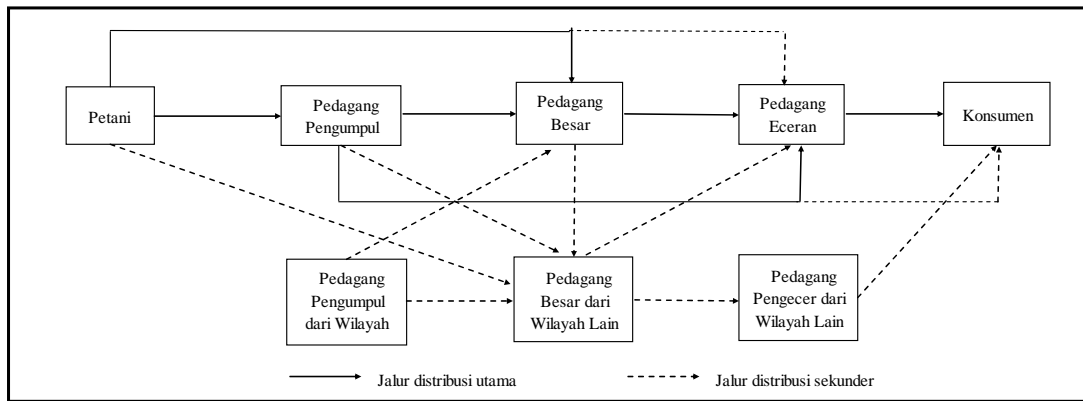 Petani
Pedagang
Pengumpul
Pedagang
Besar
Pedagang
Eceran
Konsumen
Pedagang
Pengumpul
dari Wilayah
Pedagang
Besar dari
Wilayah Lain
Pedagang
Pengecer dari
Wilayah Lain
Jalur distribusi utama
Jalur distribusi sekunder